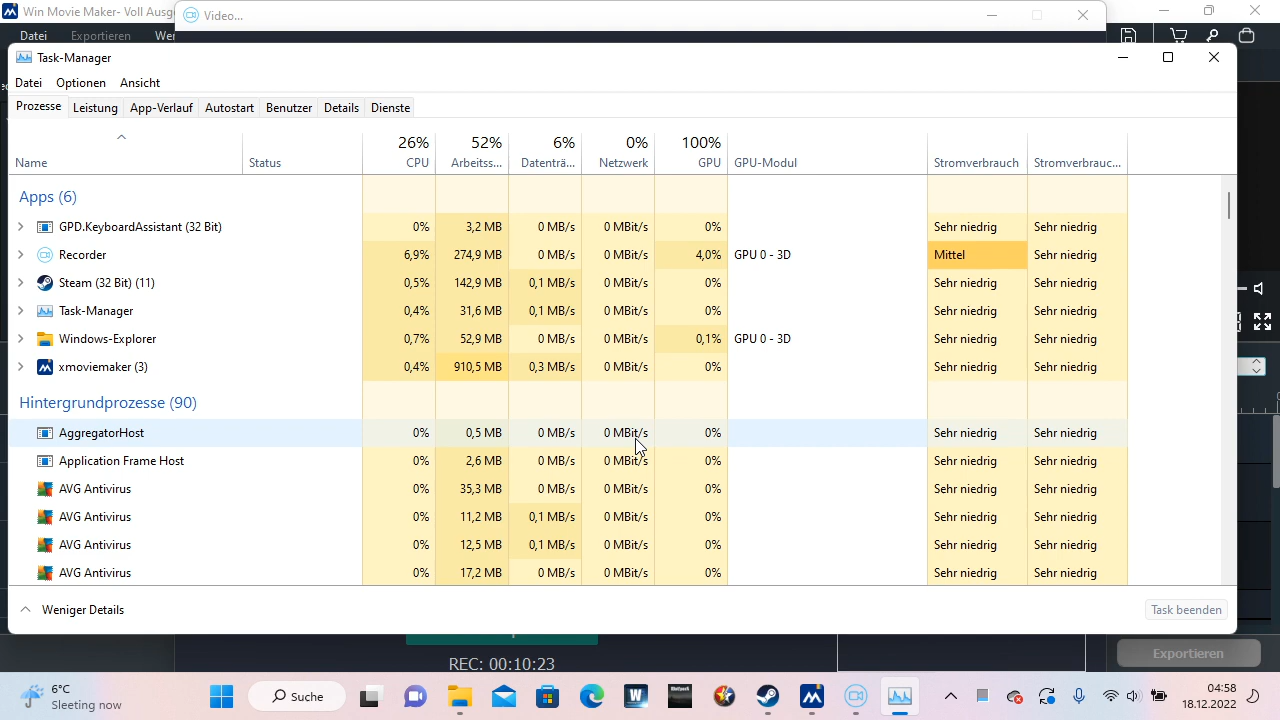 Win Movie Maker- Voll Ausg
Video...
Datei Exportieren Wer
Task-Manager
Datei Optionen Ansicht
Prozesse Leistung App-Verlauf Autostart Benutzer Details Dienste
26% 52% 6% 0% 100%
Name Status CPU Arbeitss... Datenträ... Netzwerk GPU GPU-Modul Stromverbrauch Stromverbrauc...
Apps (6)
GPD.KeyboardAssistant (32 Bit) 0% 3,2 MB 0 MB/s 0 MBit/s 0% Sehr niedrig Sehr niedrig
Recorder 6,9% 274,9 MB 0 MB/s 0 MBit/s 4,0% GPU 0 - 3D Mittel Sehr niedrig
Steam (32 Bit) (11) 0,5% 142,9 MB 0,1 MB/s 0 MBit/s 0% Sehr niedrig Sehr niedrig
Task-Manager 0,4% 31,6 MB 0,1 MB/s 0 MBit/s 0% Sehr niedrig Sehr niedrig
Windows-Explorer 0,7% 52,9 MB 0 MB/s 0 MBit/s 0,1% GPU 0 - 3D Sehr niedrig Sehr niedrig
xmoviemaker (3) 0,4% 910,5 MB 0,3 MB/s 0 MBit/s 0% Sehr niedrig Sehr niedrig
Hintergrundprozesse (90)
AggregatorHost 0% 0,5 MB 0 MB/s 0 MBit/s 0% Sehr niedrig Sehr niedrig
Application Frame Host 0% 2,6 MB 0 MB/s 0 MBit/s 0% Sehr niedrig Sehr niedrig
AVG Antivirus 0% 35,3 MB 0 MB/s 0 MBit/s 0% Sehr niedrig Sehr niedrig
AVG Antivirus 0% 11,2 MB 0,1 MB/s 0 MBit/s 0% Sehr niedrig Sehr niedrig
AVG Antivirus 0% 12,5 MB 0,1 MB/s 0 MBit/s 0% Sehr niedrig Sehr niedrig
AVG Antivirus 0% 17,2 MB 0 MB/s 0 MBit/s 0% Sehr niedrig Sehr niedrig
Weniger Details Task beenden
REC: 00:10:23 Exportieren
6°C
Sleeting now
Suche
04:58
18.12.2022